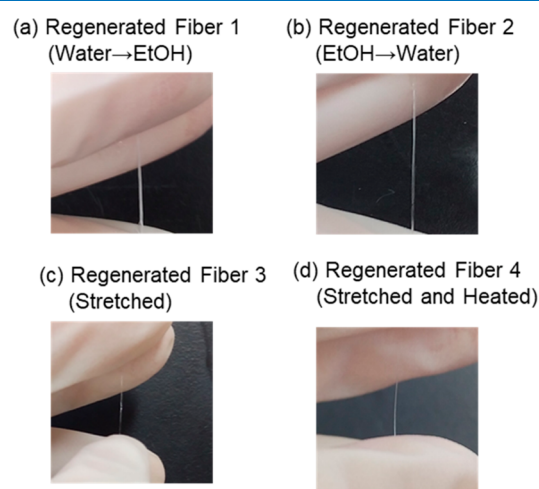 (a) Regenerated Fiber 1
(Water→EtOH)
(b) Regenerated Fiber 2
(EtOH→Water)
(c) Regenerated Fiber 3
(Stretched)
(d) Regenerated Fiber 4
(Stretched and Heated)